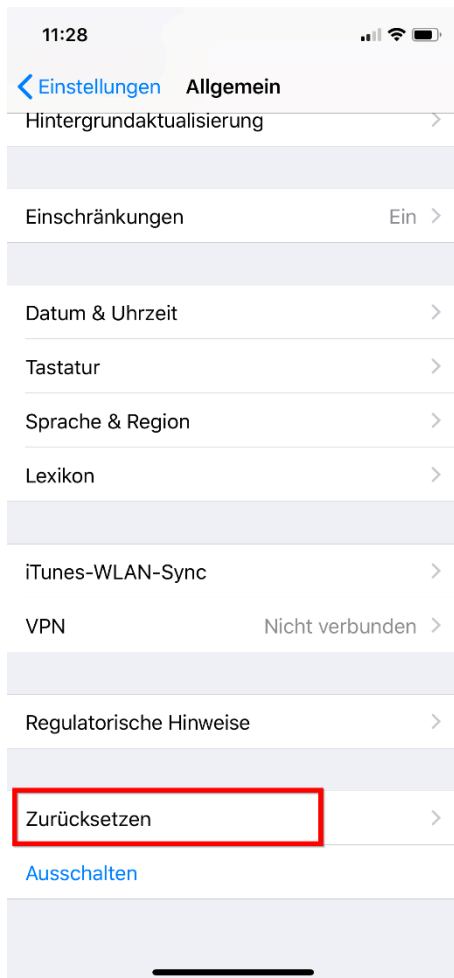 11:28
Einstellungen Allgemein
Hintergrundaktualisierung
Einschränkungen Ein
Datum & Uhrzeit
Tastatur
Sprache & Region
Lexikon
iTunes-WLAN-Sync
VPN Nicht verbunden
Regulatorische Hinweise
Zurücksetzen
Ausschalten